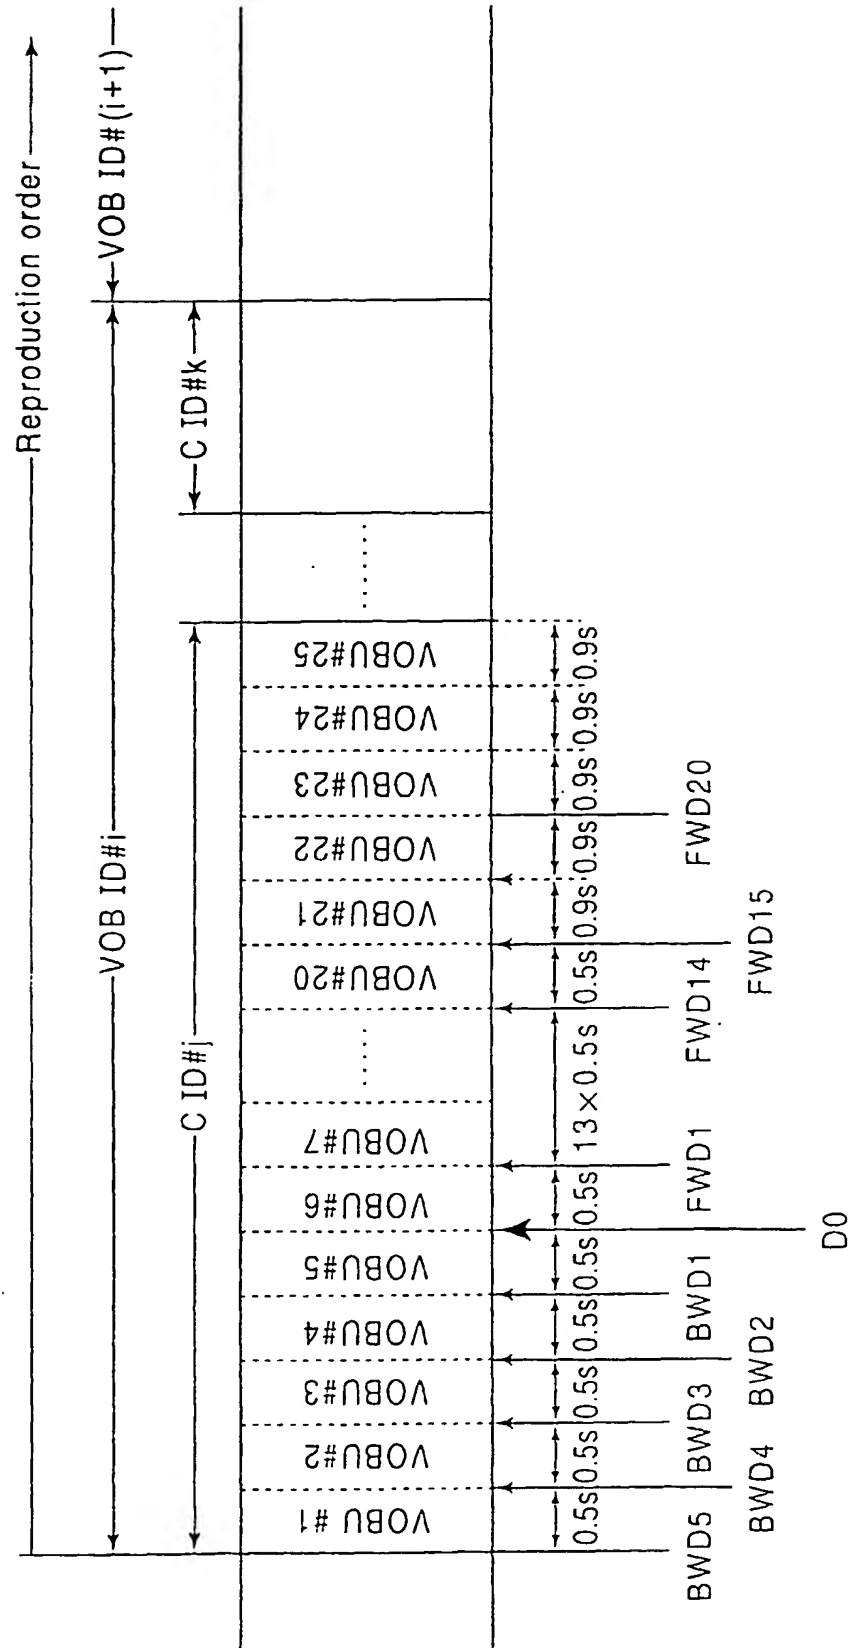 Reproduction order
VOB ID#i
VOB ID#(i+1)
C ID#j
C ID#k
VOBU #1
VOBU#2
VOBU#3
VOBU#4
VOBU#5
VOBU#6
VOBU#7
........
VOBU#20
VOBU#21
VOBU#22
VOBU#23
VOBU#24
VOBU#25
........
0.5s
0.5s
0.5s
0.5s
0.5s
0.5s
13×0.5s
0.5s
0.9s
0.9s
0.9s
0.9s
0.9s
BWD5
BWD4
BWD3
BWD2
BWD1
D0
FWD1
FWD14
FWD15
FWD20